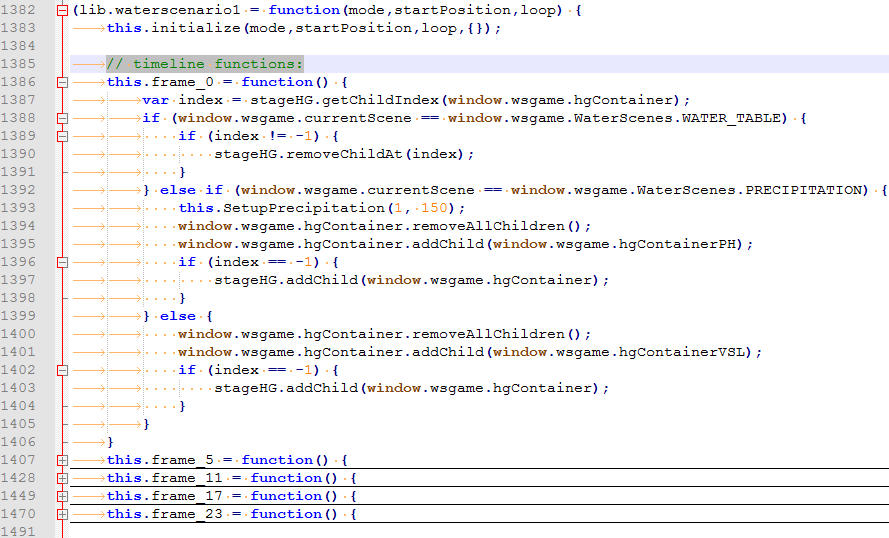 1382 (lib.waterscenario1 = function(mode,startPosition,loop) {
1383 this.initialize(mode,startPosition,loop,{});
1384
1385 // timeline functions:
1386 this.frame_0 = function() {
1387 var index = stageHG.getChildIndex(window.wsgame.hgContainer);
1388 if (window.wsgame.currentScene == window.wsgame.WaterScenes.WATER_TABLE) {
1389 if (index != -1) {
1390 stageHG.removeChildAt(index);
1391 }
1392 } else if (window.wsgame.currentScene == window.wsgame.WaterScenes.PRECIPITATION) {
1393 this.SetupPrecipitation(1, 150);
1394 window.wsgame.hgContainer.removeAllChildren();
1395 window.wsgame.hgContainer.addChild(window.wsgame.hgContainerPH);
1396 if (index == -1) {
1397 stageHG.addChild(window.wsgame.hgContainer);
1398 }
1399 } else {
1400 window.wsgame.hgContainer.removeAllChildren();
1401 window.wsgame.hgContainer.addChild(window.wsgame.hgContainerVSL);
1402 if (index == -1) {
1403 stageHG.addChild(window.wsgame.hgContainer);
1404 }
1405 }
1406 }
1407 this.frame_5 = function() {
1428 this.frame_11 = function() {
1449 this.frame_17 = function() {
1470 this.frame_23 = function() {
1491